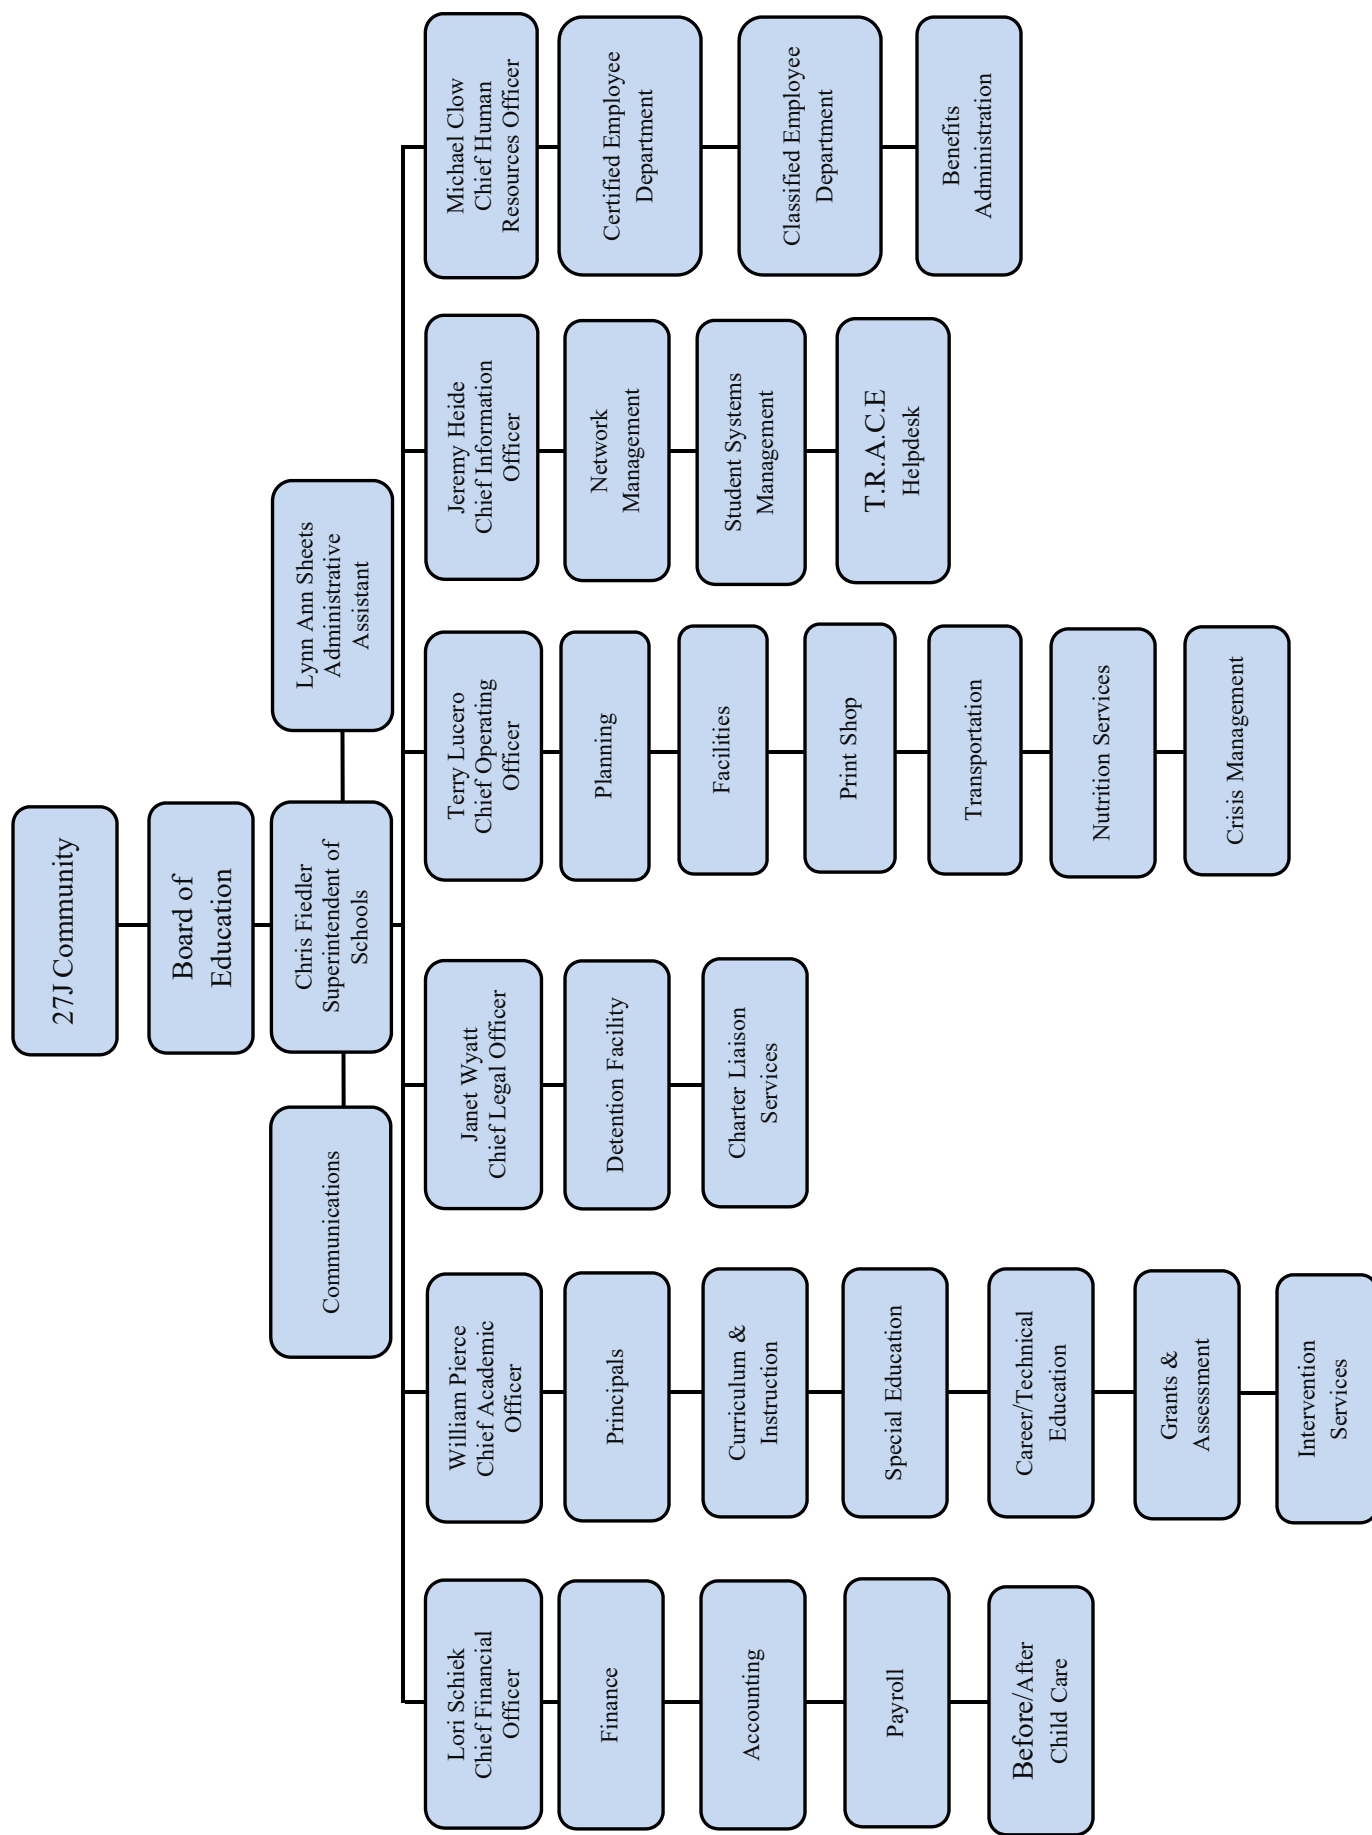 27J Community
Board of
Education
Communications
Chris Fiedler
Superintendent of
Schools
Lynn Ann Sheets
Administrative
Assistant
Lori Schiek
Chief Financial
Officer
Finance
Accounting
Payroll
Before/After
Child Care
William Pierce
Chief Academic
Officer
Principals
Curriculum &
Instruction
Special Education
Career/Technical
Education
Grants &
Assessment
Intervention
Services
Janet Wyatt
Chief Legal Officer
Detention Facility
Charter Liaison
Services
Terry Lucero
Chief Operating
Officer
Planning
Facilities
Print Shop
Transportation
Nutrition Services
Crisis Management
Jeremy Heide
Chief Information
Officer
Network
Management
Student Systems
Management
T.R.A.C.E
Helpdesk
Michael Clow
Chief Human
Resources Officer
Certified Employee
Department
Classified Employee
Department
Benefits
Administration